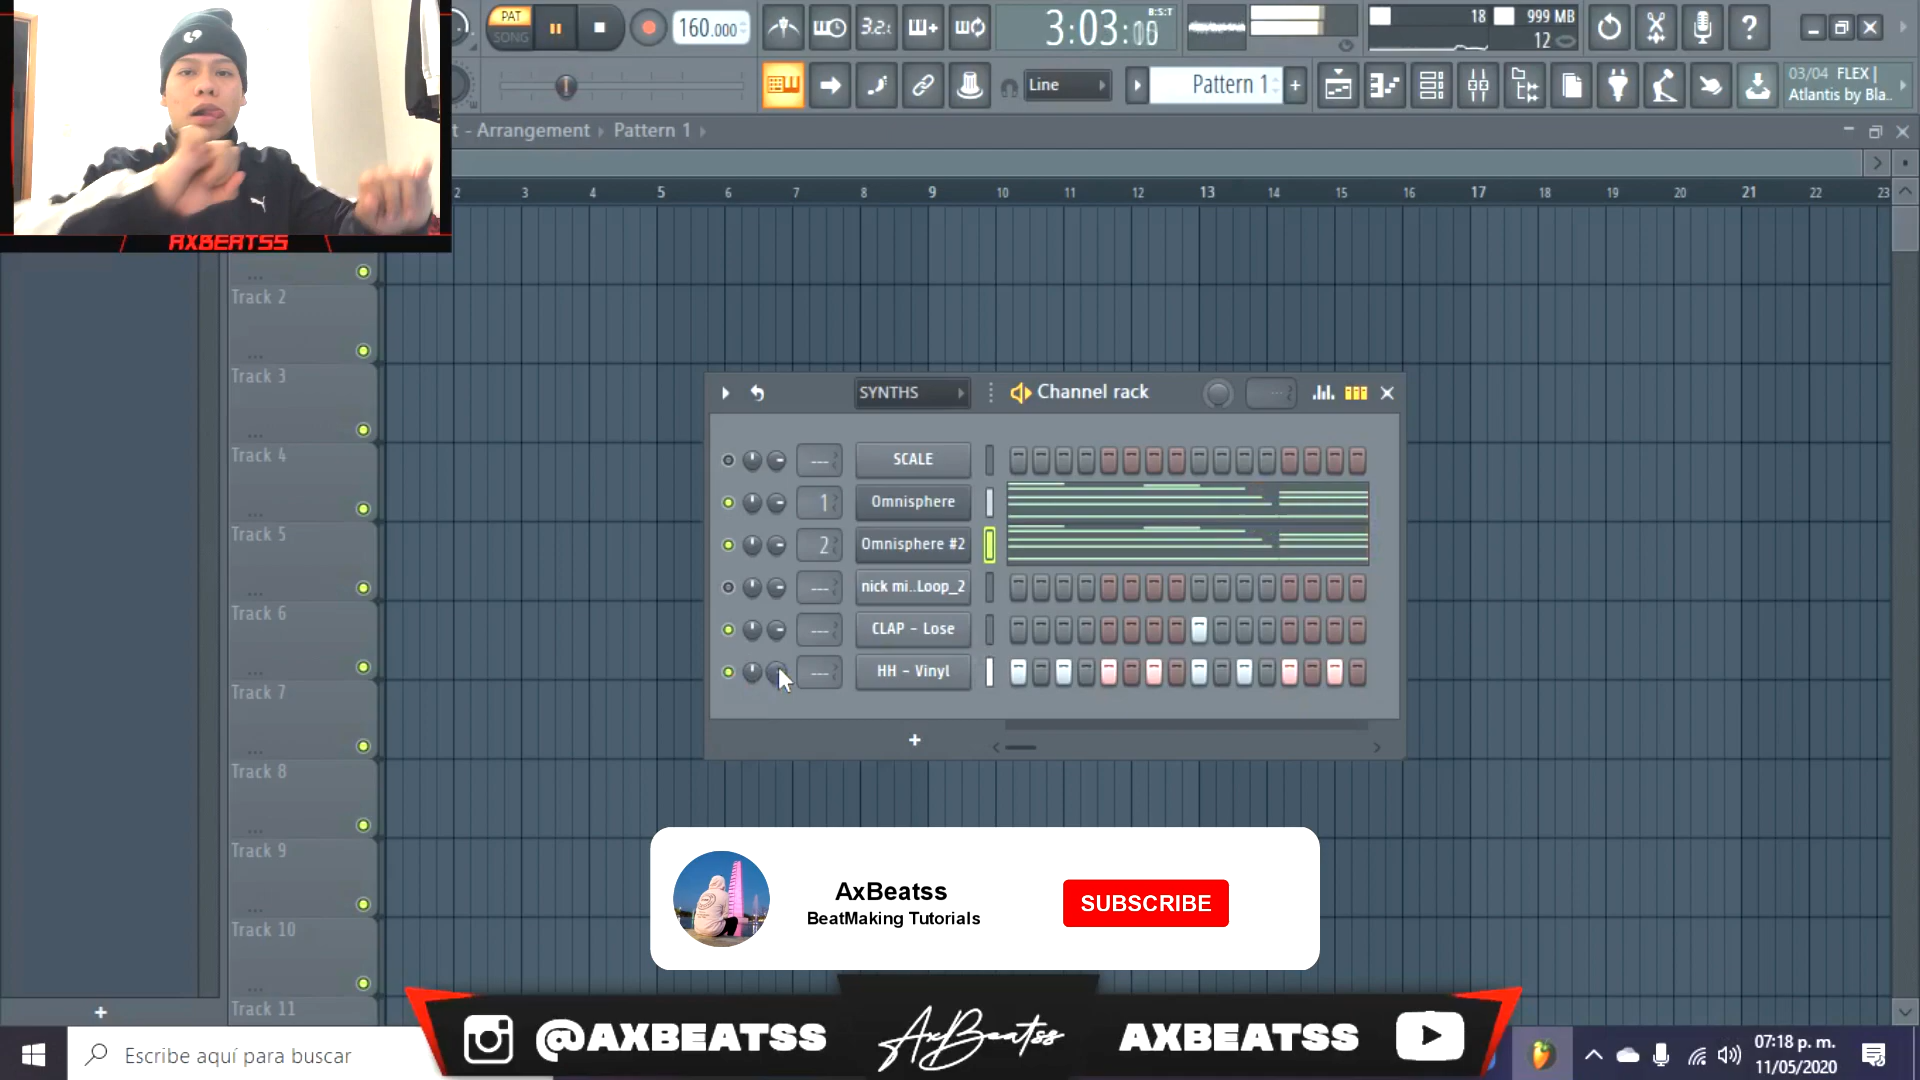 PAT
SONG
160.000
3.2.
3:03:16
B:S:T
18
999 MB
12
Line
Pattern 1
03/04 FLEX |
Atlantis by Bla..
t - Arrangement
Pattern 1
2 3 4 5 6 7 8 9 10 11 12 13 14 15 16 17 18 19 20 21 22 23
AXBEATSS
Track 2
Track 3
Track 4
Track 5
Track 6
Track 7
Track 8
Track 9
Track 10
Track 11
SYNTHS
Channel rack
--- SCALE
1 Omnisphere
2 Omnisphere #2
--- nick mi..Loop_2
--- CLAP - Lose
--- HH - Vinyl
AxBeatss
BeatMaking Tutorials
SUBSCRIBE
@AXBEATSS
AxBeatss
AXBEATSS
Escribe aquí para buscar
07:18 p. m.
11/05/2020